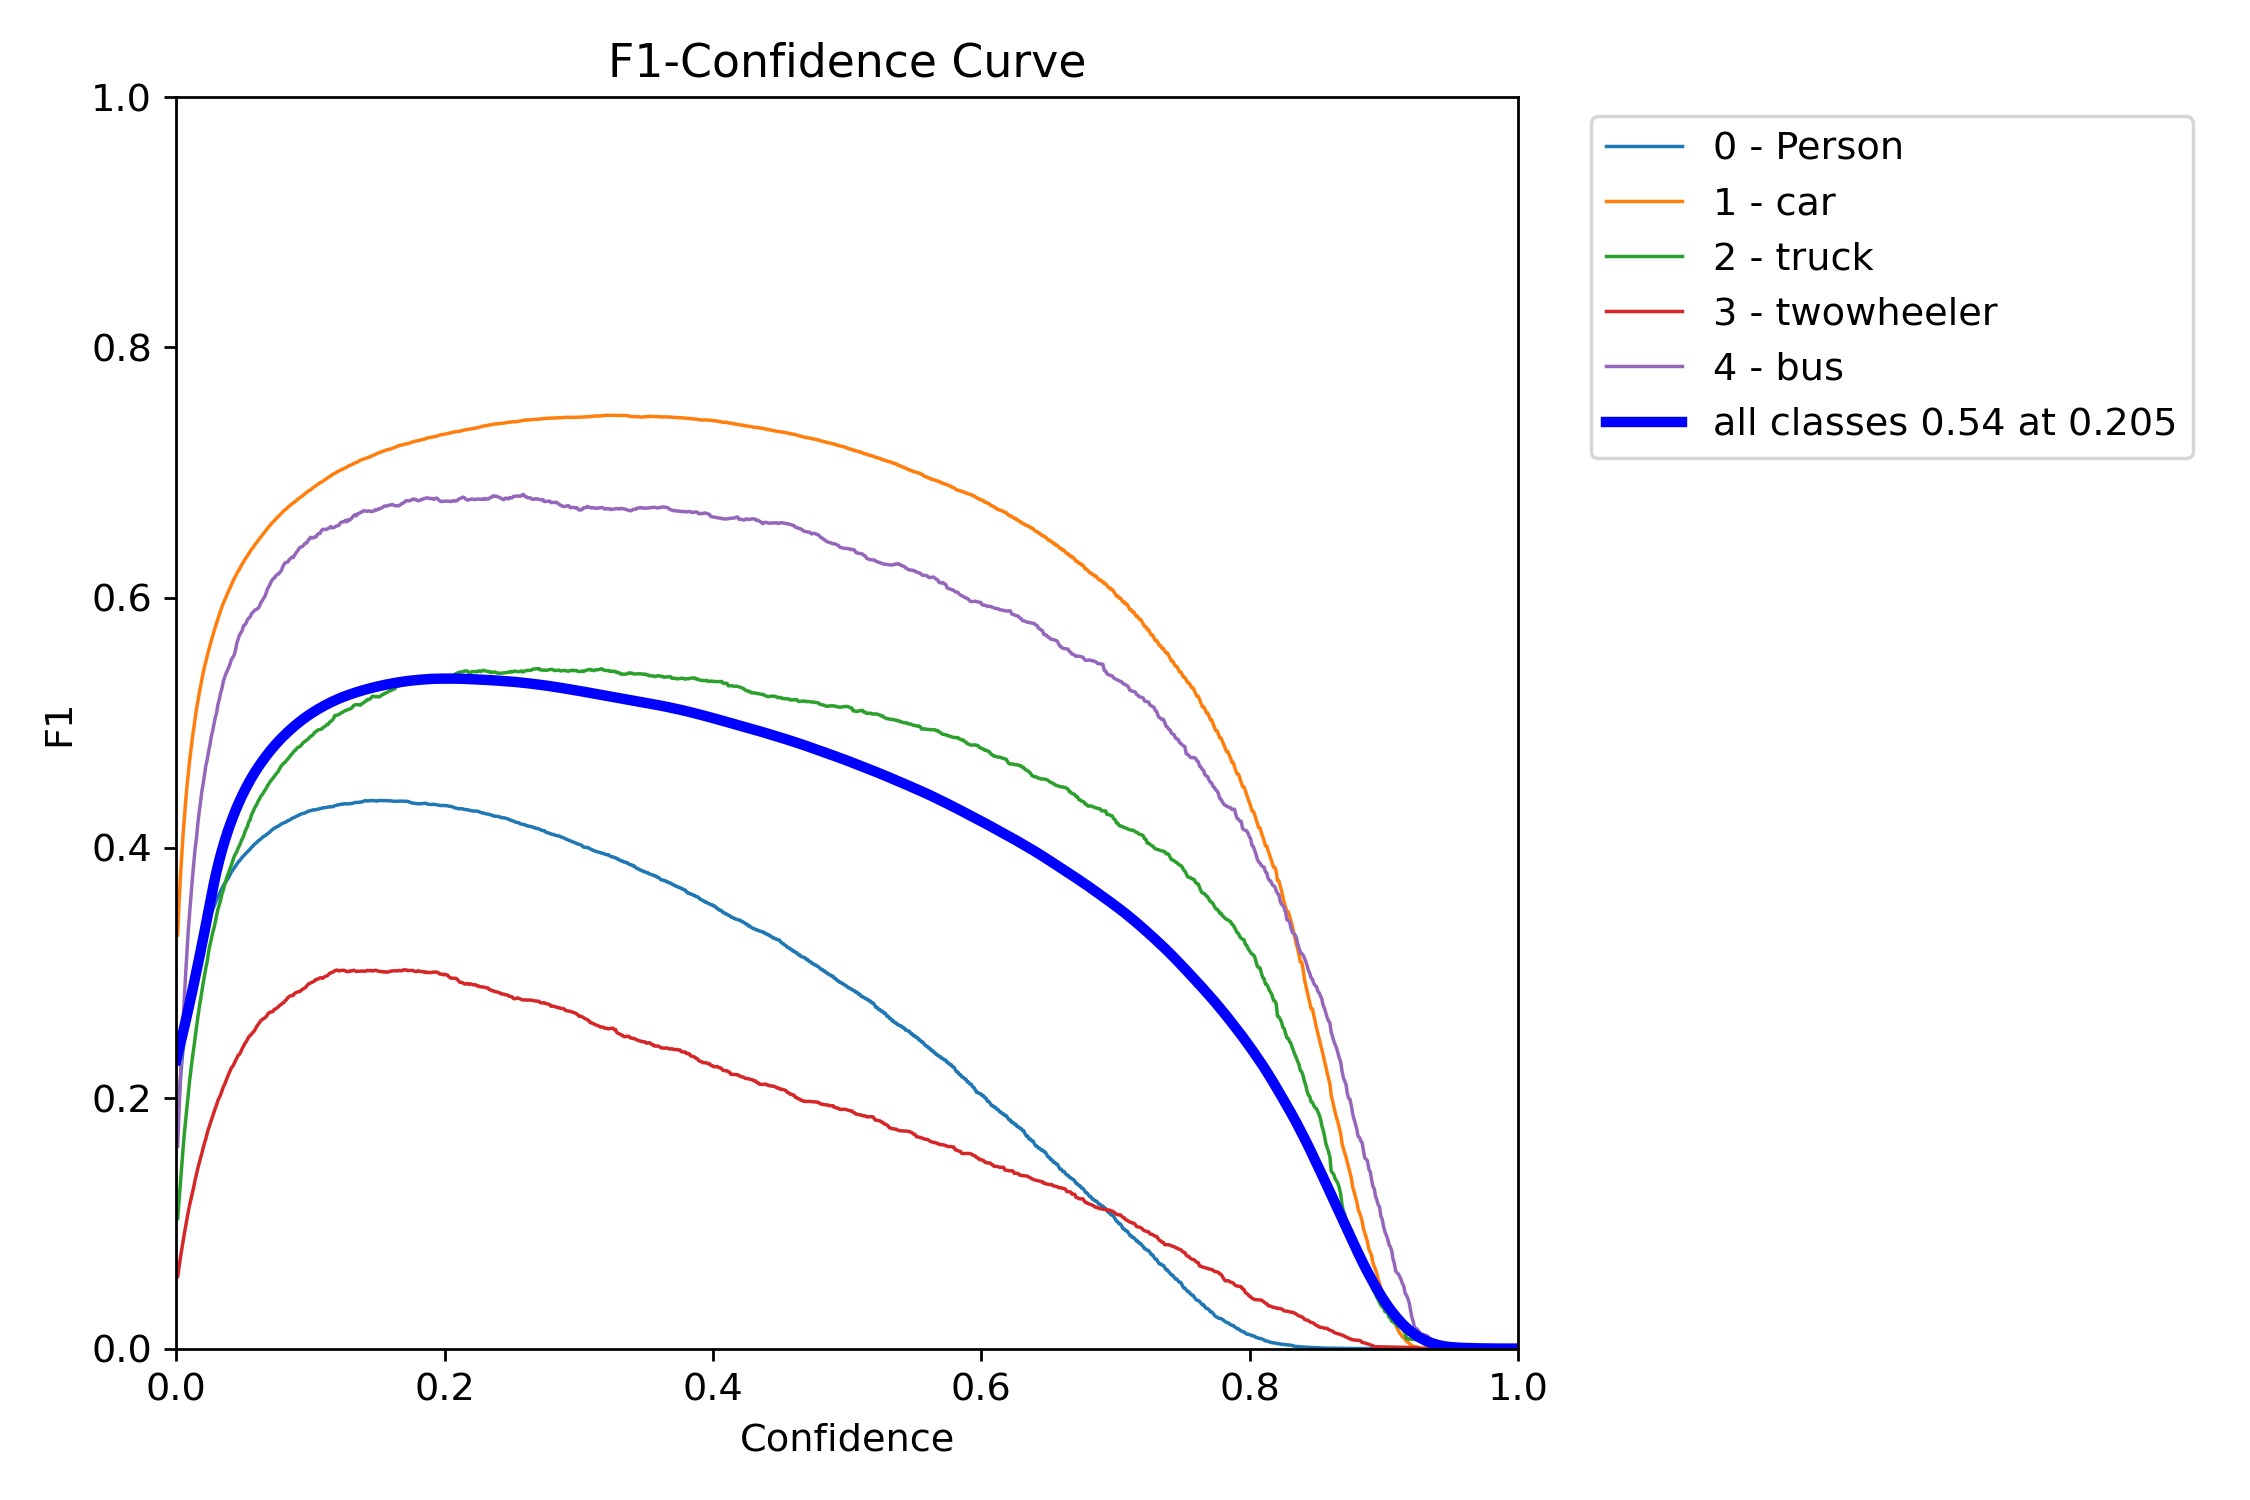 F1-Confidence Curve
1.0
0.8
0.6
0.4
0.2
0.0
F1
0.0 0.2 0.4 0.6 0.8 1.0
Confidence
0 - Person
1 - car
2 - truck
3 - twowheeler
4 - bus
all classes 0.54 at 0.205